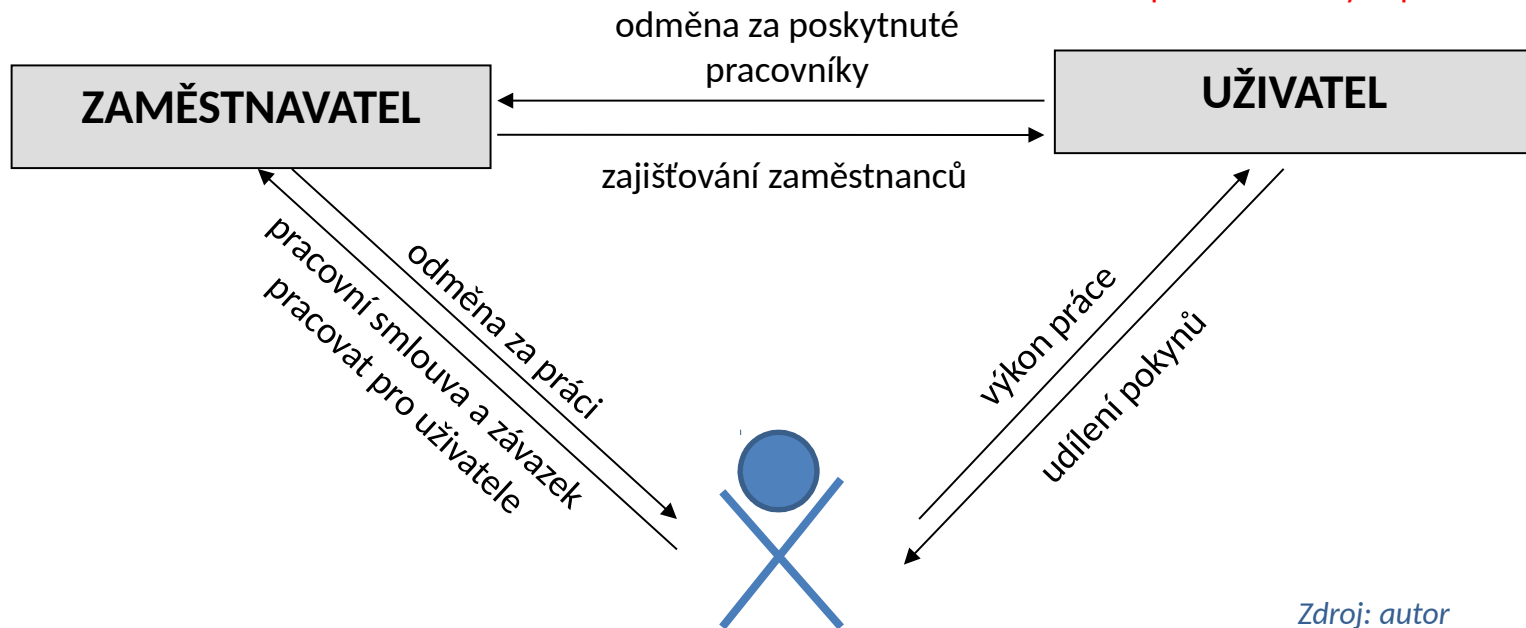 odměna za poskytnuté
pracovníky
ZAMĚSTNAVATEL
UŽIVATEL
zajišťování zaměstnanců
odměna za práci
pracovní smlouva a závazek
pracovat pro uživatele
výkon práce
udílení pokynů
Zdroj: autor